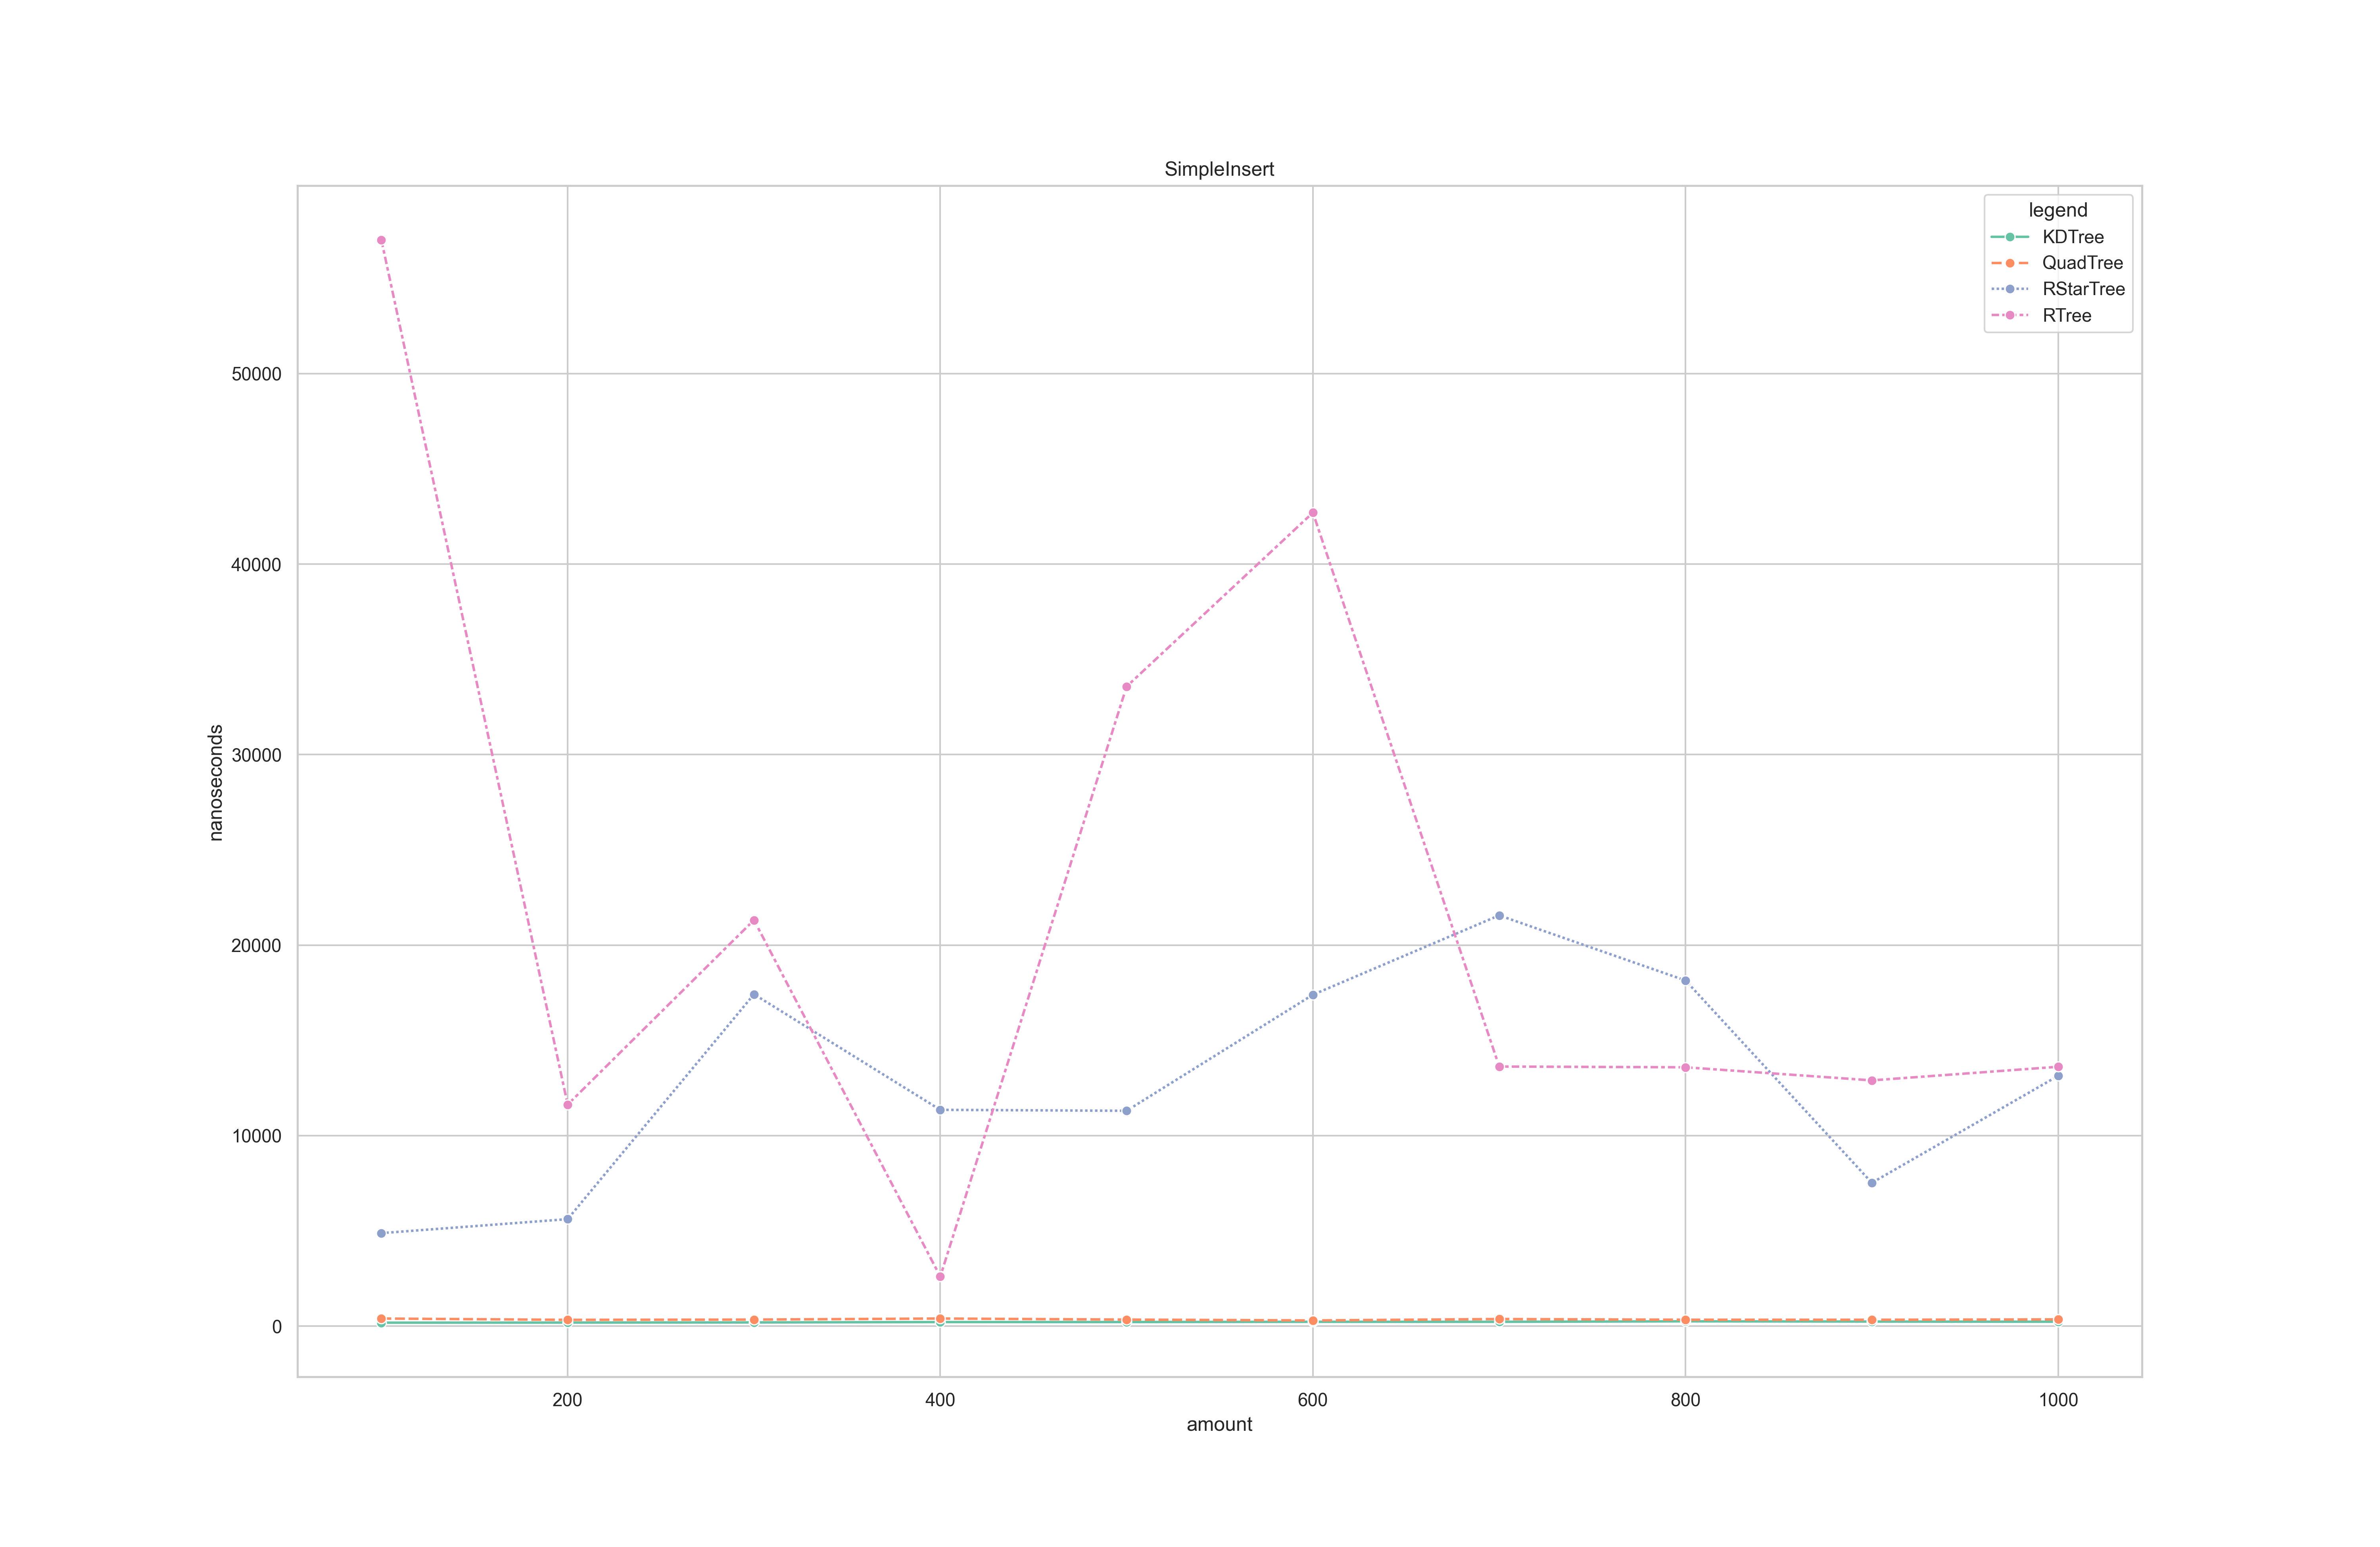 SimpleInsert
legend
KDTree
QuadTree
RStarTree
RTree
50000
40000
30000
20000
10000
0
nanoseconds
200 400 600 800 1000
amount